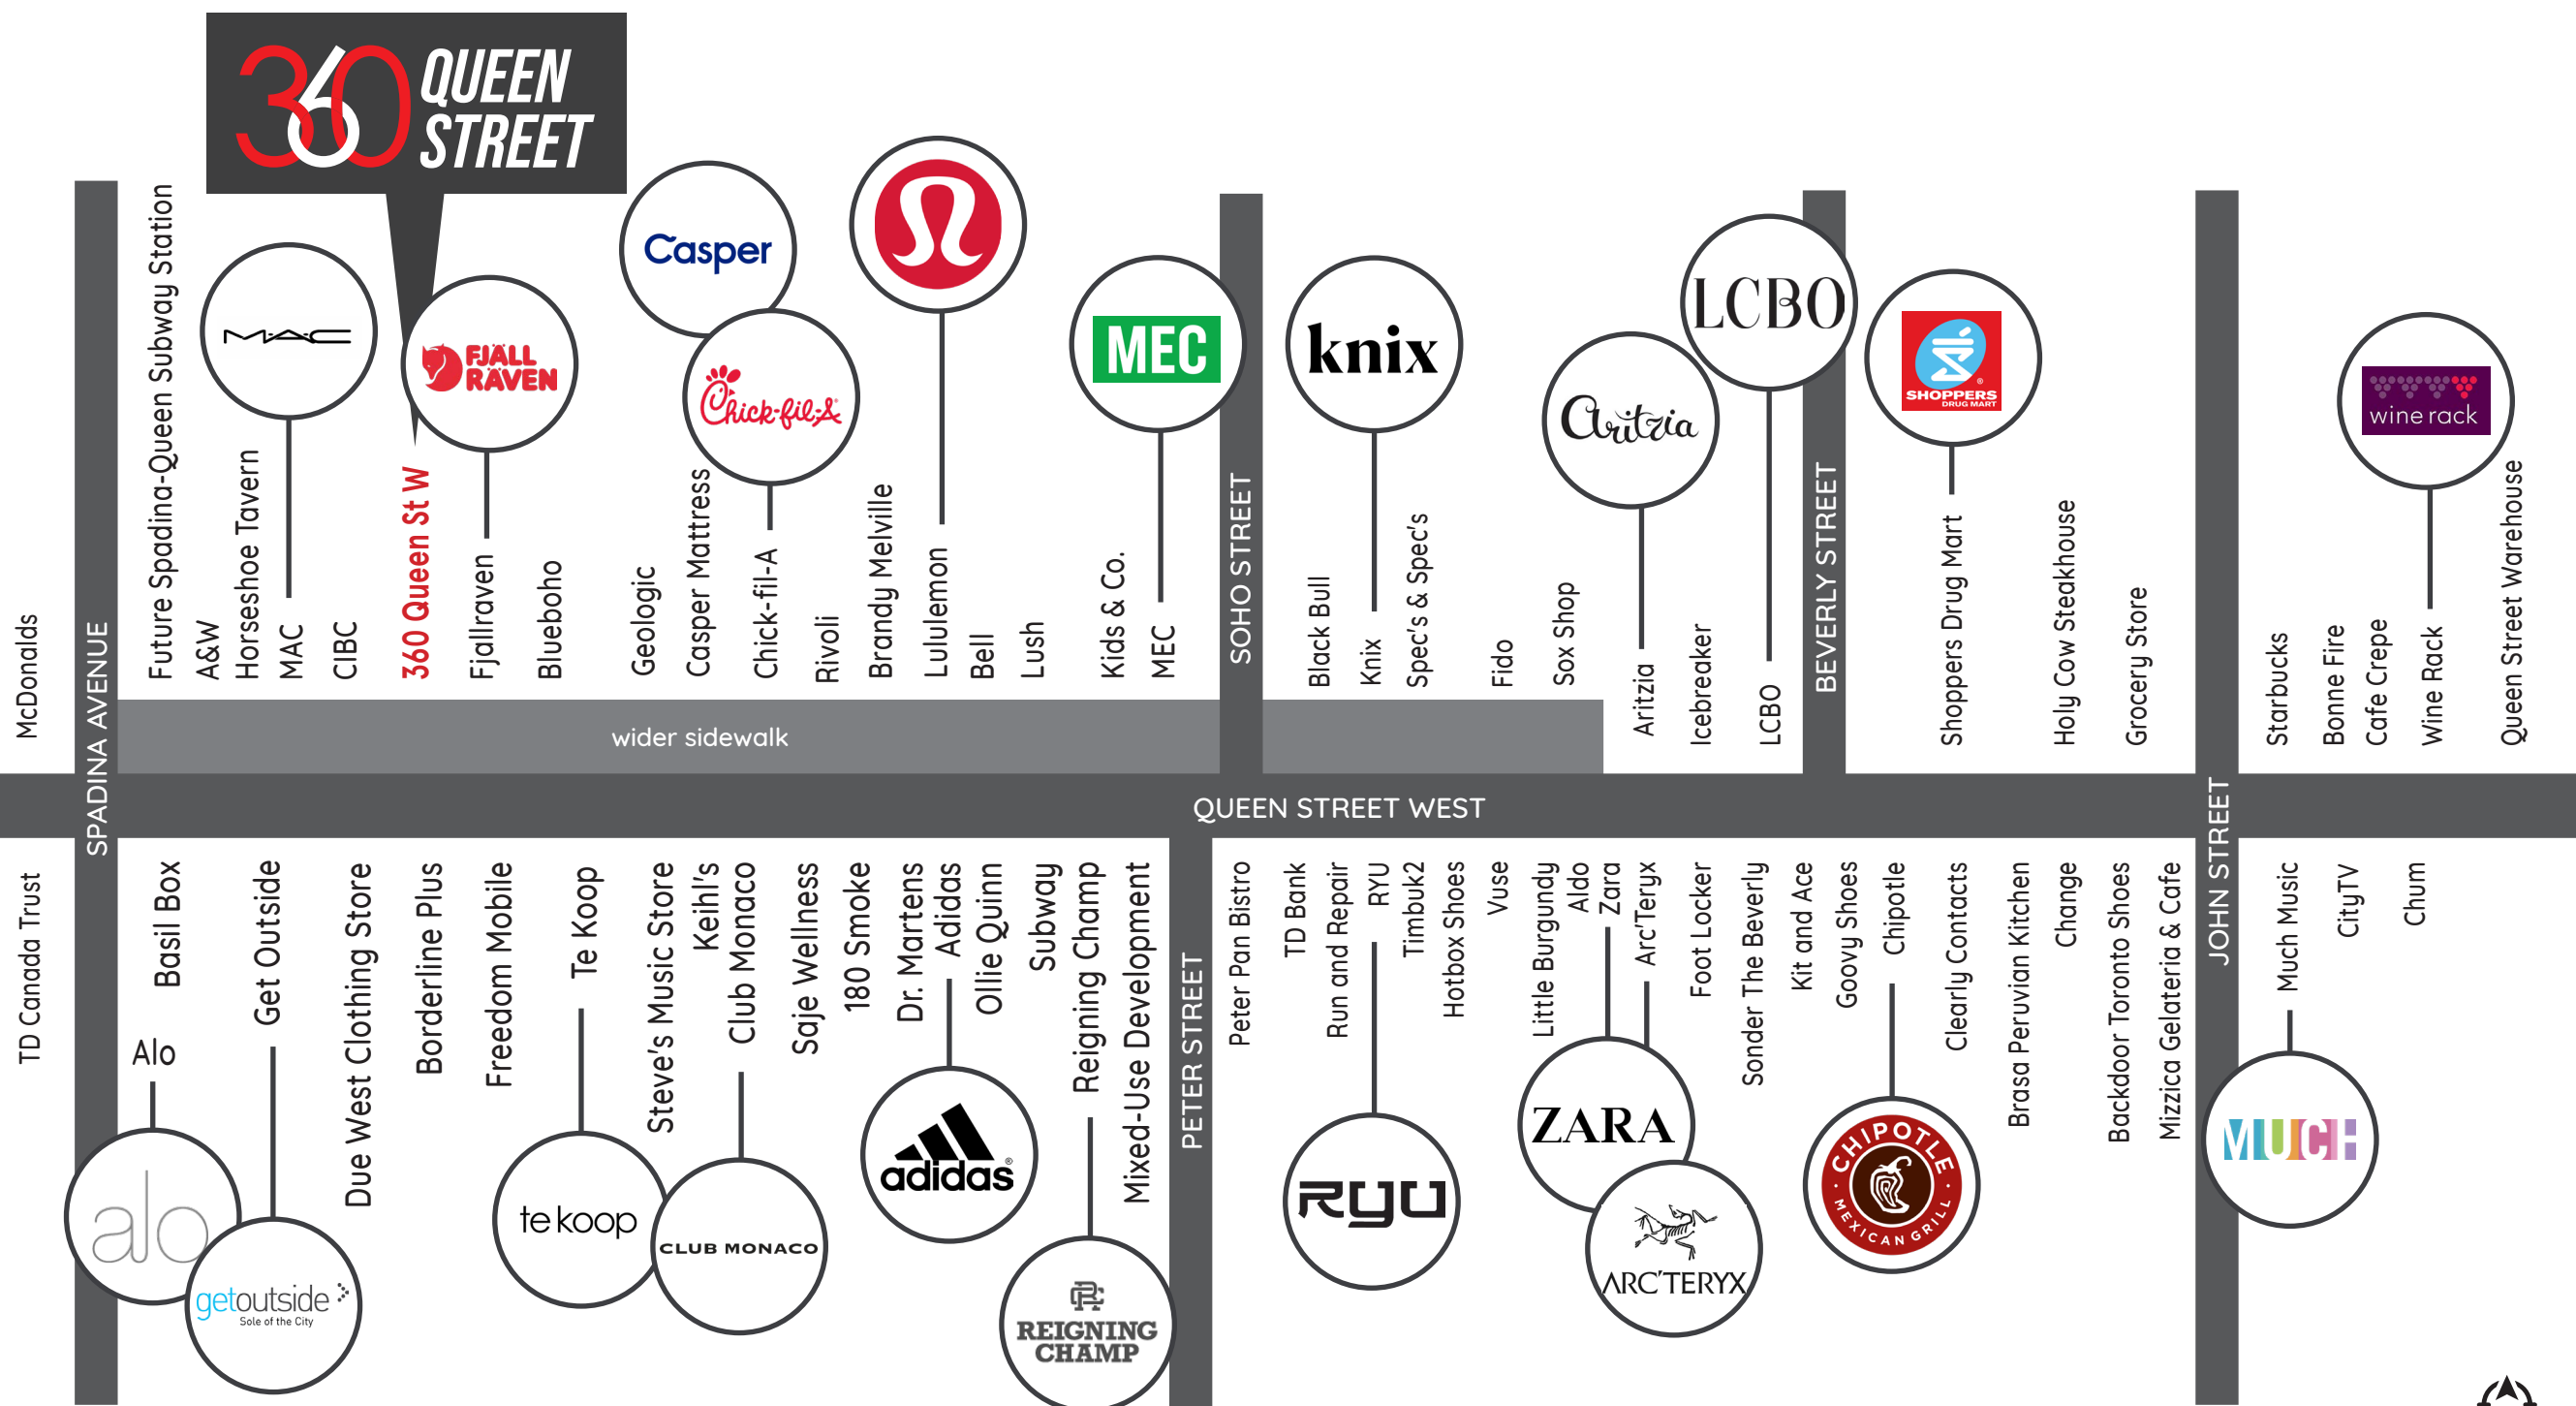 360 QUEEN
STREET
Casper
MAC
FJÄLL
RÄVEN
Chick-fil-A
MEC
knix
Aritzia
LCBO
SHOPPERS
DRUG MART
wine rack
McDonalds
SPADINA AVENUE
Future Spadina-Queen Subway Station
A&W
Horseshoe Tavern
MAC
CIBC
360 Queen St W
Fjallraven
Blueboho
Geologic
Casper Mattress
Chick-fil-A
Rivoli
Brandy Melville
Lululemon
Bell
Lush
Kids & Co.
MEC
SOHO STREET
Black Bull
Knix
Spec's & Spec's
Fido
Sox Shop
Aritzia
Icebreaker
LCBO
BEVERLY STREET
Shoppers Drug Mart
Holy Cow Steakhouse
Grocery Store
JOHN STREET
Starbucks
Bonne Fire
Cafe Crepe
Wine Rack
Queen Street Warehouse
wider sidewalk
QUEEN STREET WEST
TD Canada Trust
Alo
Basil Box
Get Outside
Due West Clothing Store
Borderline Plus
Freedom Mobile
Te Koop
Steve's Music Store
Keihl's
Club Monaco
Saje Wellness
180 Smoke
Dr. Martens
Adidas
Ollie Quinn
Subway
Reigning Champ
Mixed-Use Development
PETER STREET
Peter Pan Bistro
TD Bank
Run and Repair
RYU
Timbuk2
Hotbox Shoes
Vuse
Little Burgundy
Aldo
Zara
Arc'Teryx
Foot Locker
Sonder The Beverly
Kit and Ace
Goovy Shoes
Chipotle
Clearly Contacts
Brasa Peruvian Kitchen
Change
Backdoor Toronto Shoes
Mizzica Gelateria & Cafe
Much Music
CityTV
Chum
alo
getoutside
Sole of the City
te koop
CLUB MONACO
adidas
REIGNING
CHAMP
RYU
ZARA
ARC'TERYX
CHIPOTLE
MEXICAN GRILL
MUCH